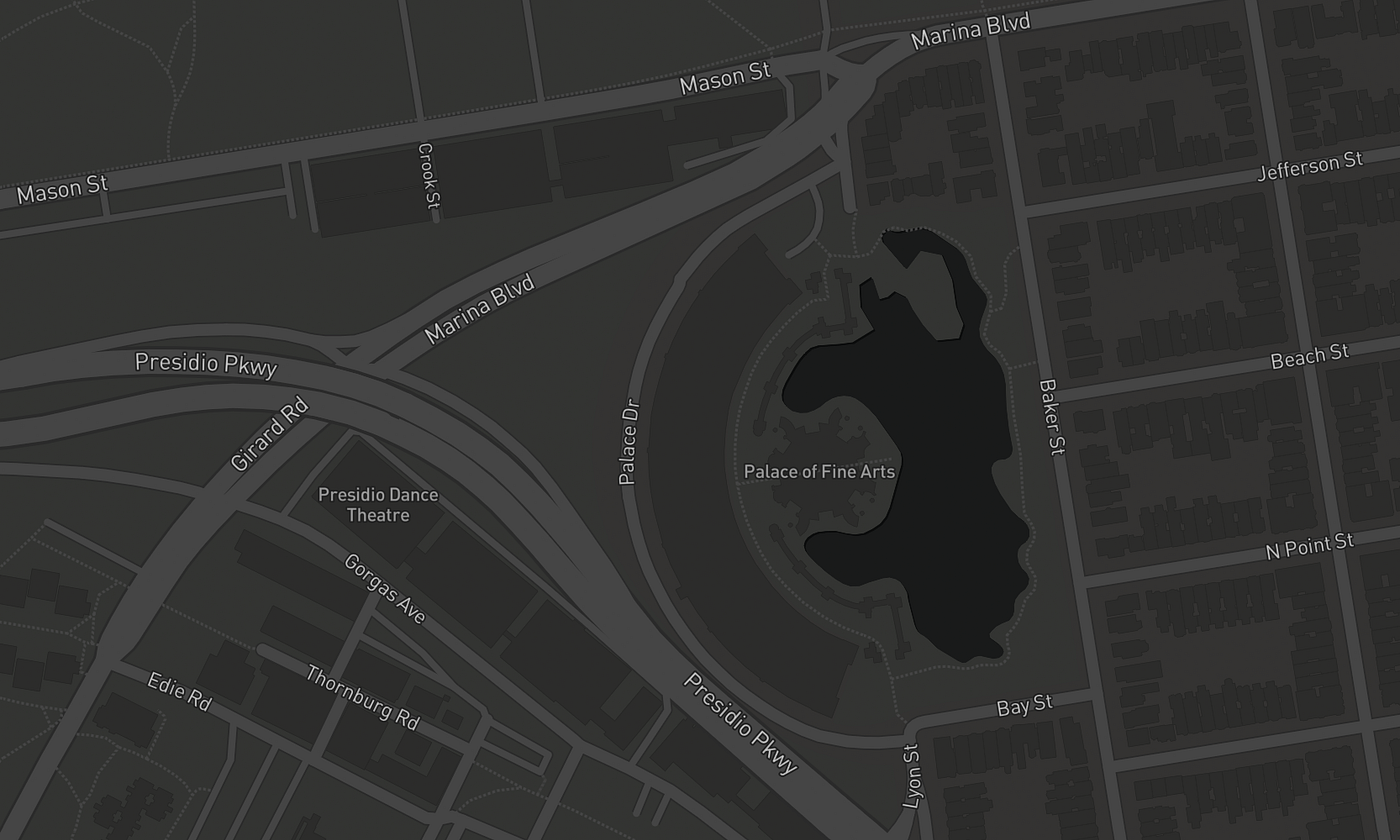 Marina Blvd
Mason St
Jefferson St
Crook St
Mason St
Marina Blvd
Beach St
Presidio Pkwy
Baker St
Girard Rd
Palace Dr
Palace of Fine Arts
Presidio Dance
Theatre
N Point St
Gorgas Ave
Edie Rd
Thornburg Rd
Bay St
Presidio Pkwy
Lyon St